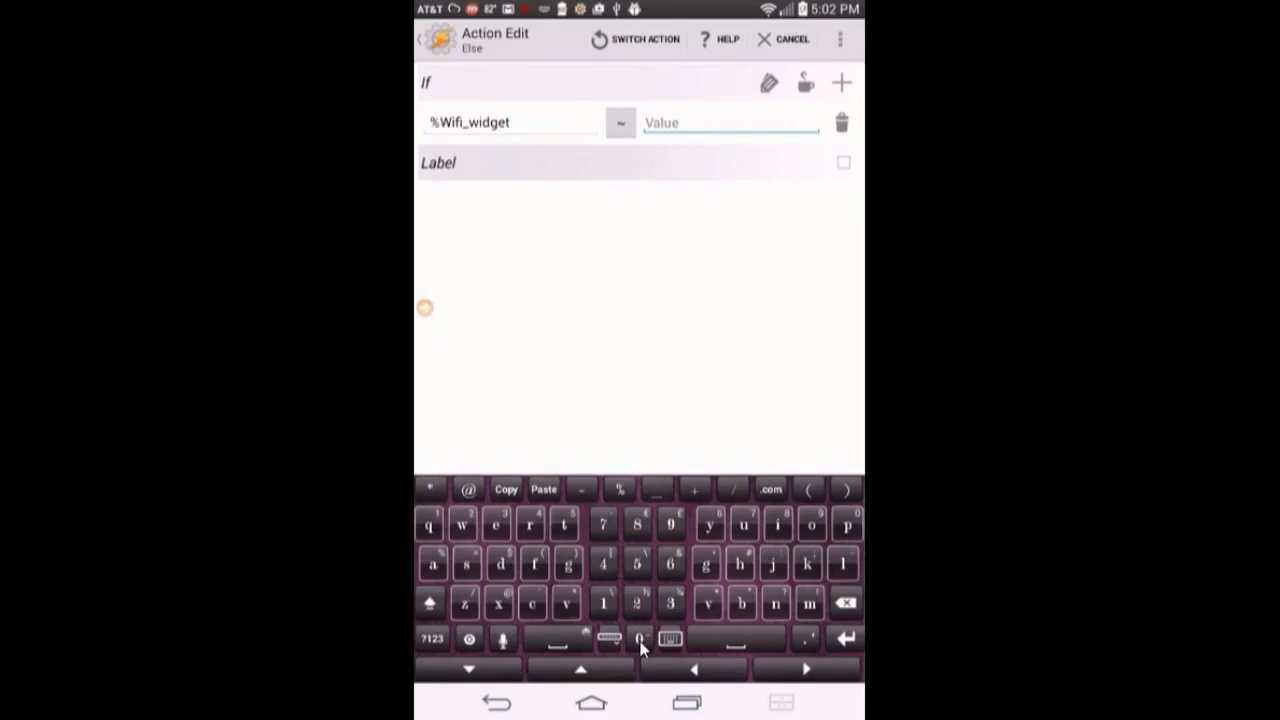 AT&T 82° 5:02 PM
Action Edit
Else
SWITCH ACTION ? HELP CANCEL
If
%Wifi_widget ~ Value
Label
* @ Copy Paste - % _ + / .com ( )
q w e r t 7 8 9 y u i o p
a s d f g 4 5 6 g h j k l
z x c v 1 2 3 v b n m
?123 0 . '